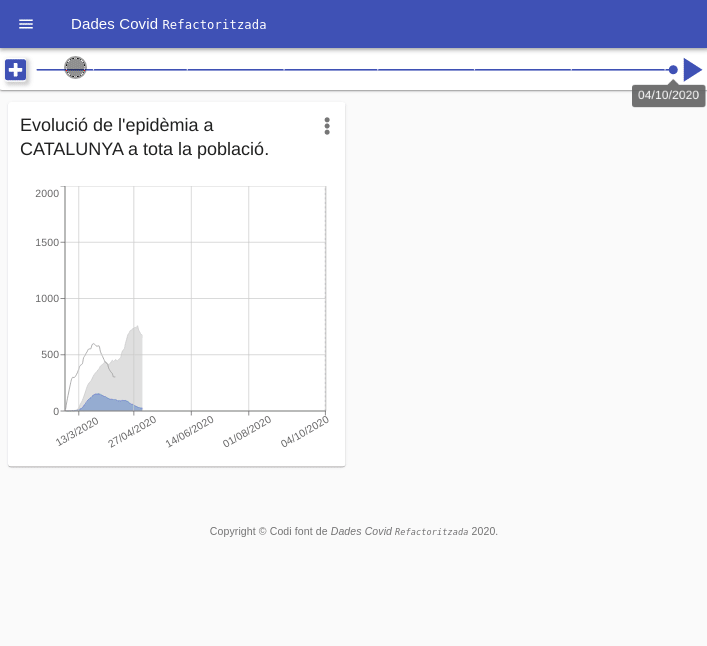 Dades Covid Refactoritzada
04/10/2020
Evolució de l'epidèmia a
CATALUNYA a tota la població.
2000
1500
1000
500
0
13/3/2020
27/04/2020
14/06/2020
01/08/2020
04/10/2020
Copyright © Codi font de Dades Covid Refactoritzada 2020.